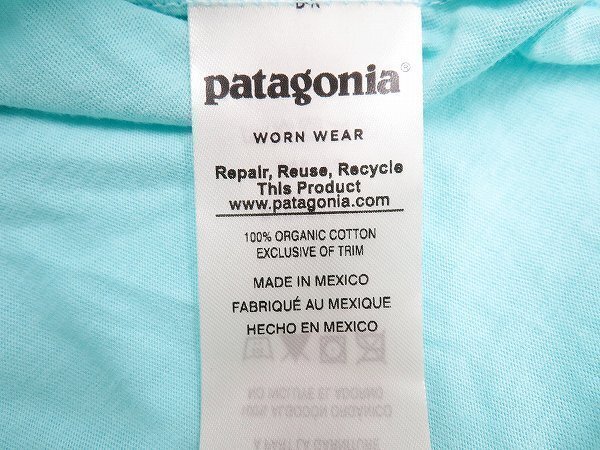 patagonia®
WORN WEAR
Repair, Reuse, Recycle
This Product
www.patagonia.com
100% ORGANIC COTTON
EXCLUSIVE OF TRIM
MADE IN MEXICO
FABRIQUÉ AU MEXIQUE
HECHO EN MEXICO